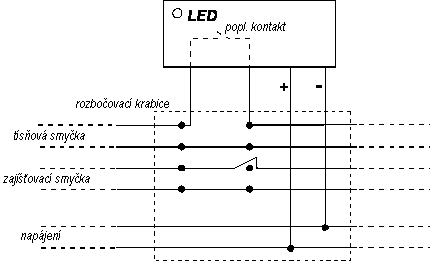 LED
popl. kontakt
+ -
rozbočovací krabice
tísňová smyčka
zajišťovací smyčka
napájení